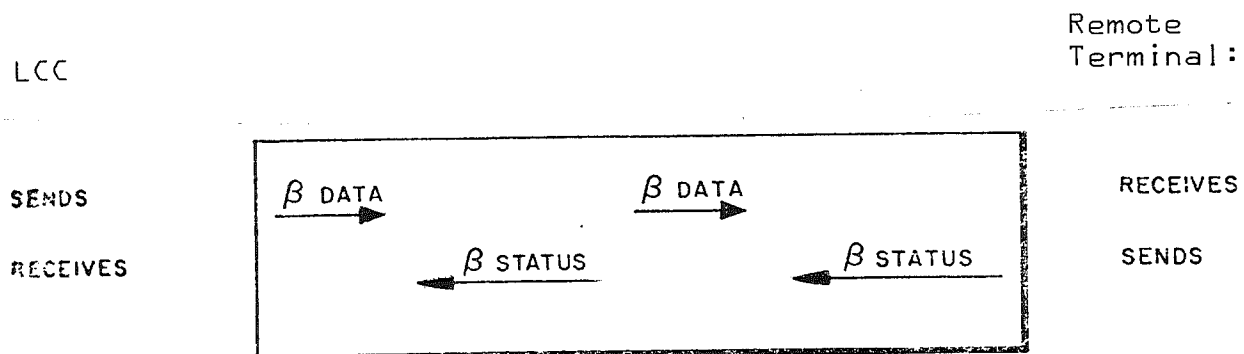 Remote
LCC Terminal:
SENDS β DATA β DATA RECEIVES
RECEIVES β STATUS β STATUS SENDS